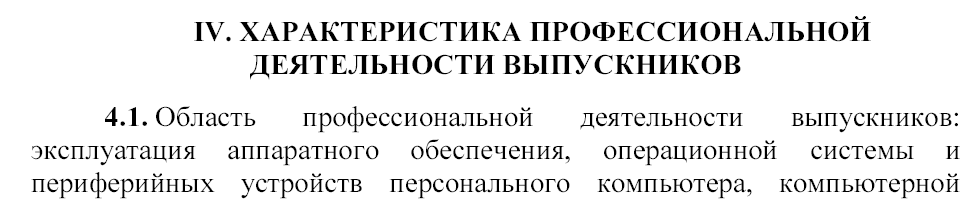 IV. ХАРАКТЕРИСТИКА ПРОФЕССИОНАЛЬНОЙ
ДЕЯТЕЛЬНОСТИ ВЫПУСКНИКОВ
4.1. Область профессиональной деятельности выпускников:
эксплуатация аппаратного обеспечения, операционной системы и
периферийных устройств персонального компьютера, компьютерной